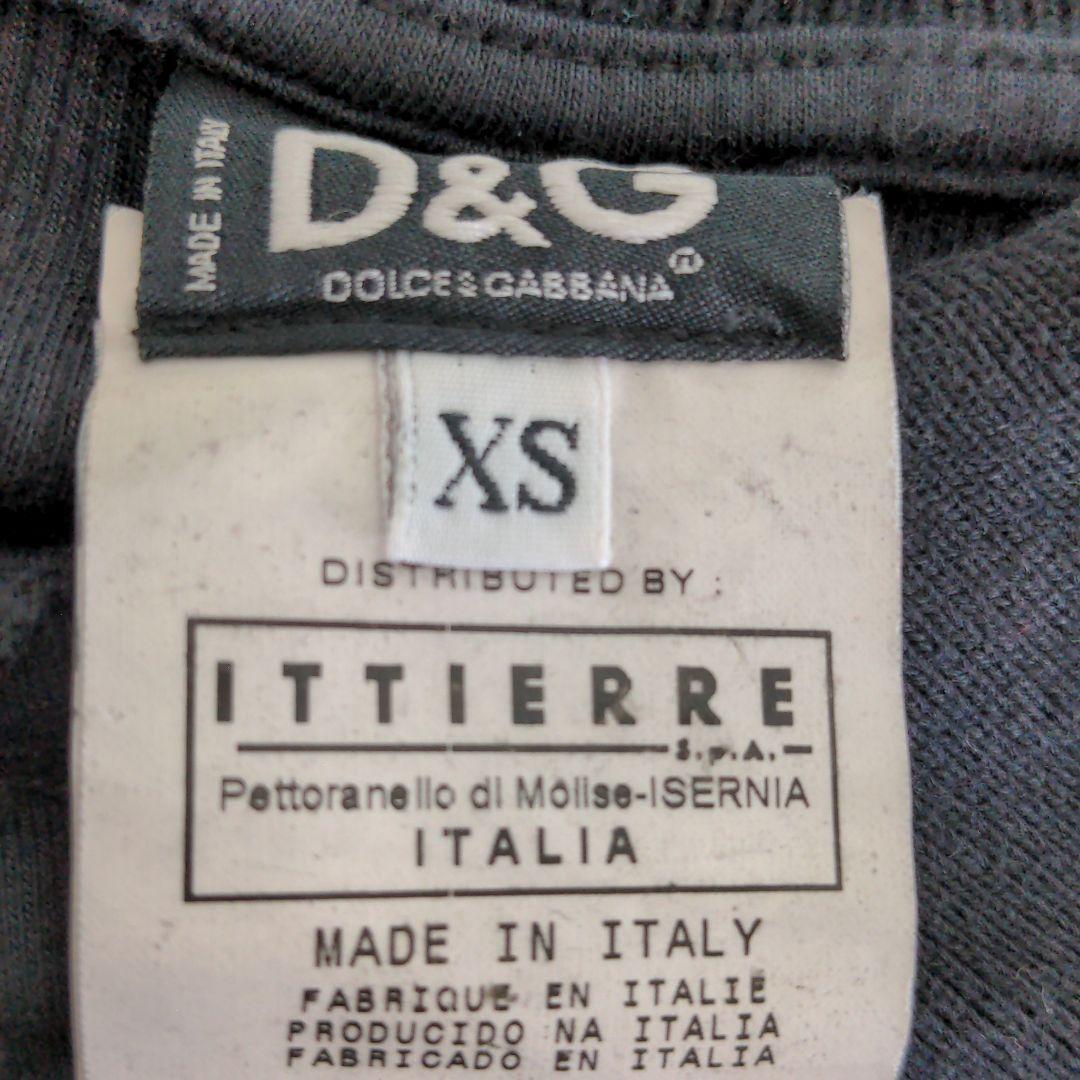 MADE IN ITALY
D&G
DOLCE & GABBANA ®
XS
DISTRIBUTED BY :
ITTIERRE
S.p.A.
Pettoranello di Mòlise-ISERNIA
ITALIA
MADE IN ITALY
FABRIQUE EN ITALIE
PRODUCIDO NA ITALIA
FABRICADO EN ITALIA